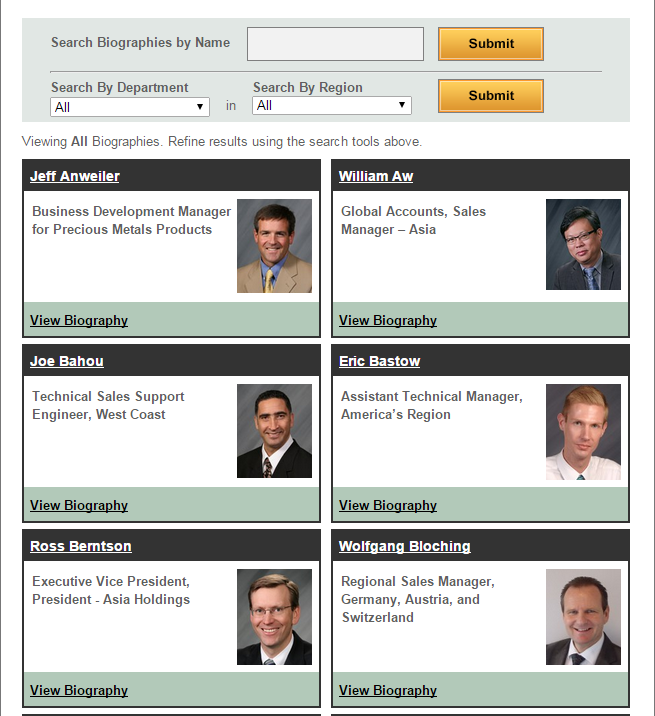 Search Biographies by Name
Submit
Search By Department
Search By Region
All
in
All
Submit
Viewing All Biographies. Refine results using the search tools above.
Jeff Anweiler
Business Development Manager
for Precious Metals Products
View Biography
William Aw
Global Accounts, Sales
Manager – Asia
View Biography
Joe Bahou
Technical Sales Support
Engineer, West Coast
View Biography
Eric Bastow
Assistant Technical Manager,
America’s Region
View Biography
Ross Berntson
Executive Vice President,
President - Asia Holdings
View Biography
Wolfgang Bloching
Regional Sales Manager,
Germany, Austria, and
Switzerland
View Biography